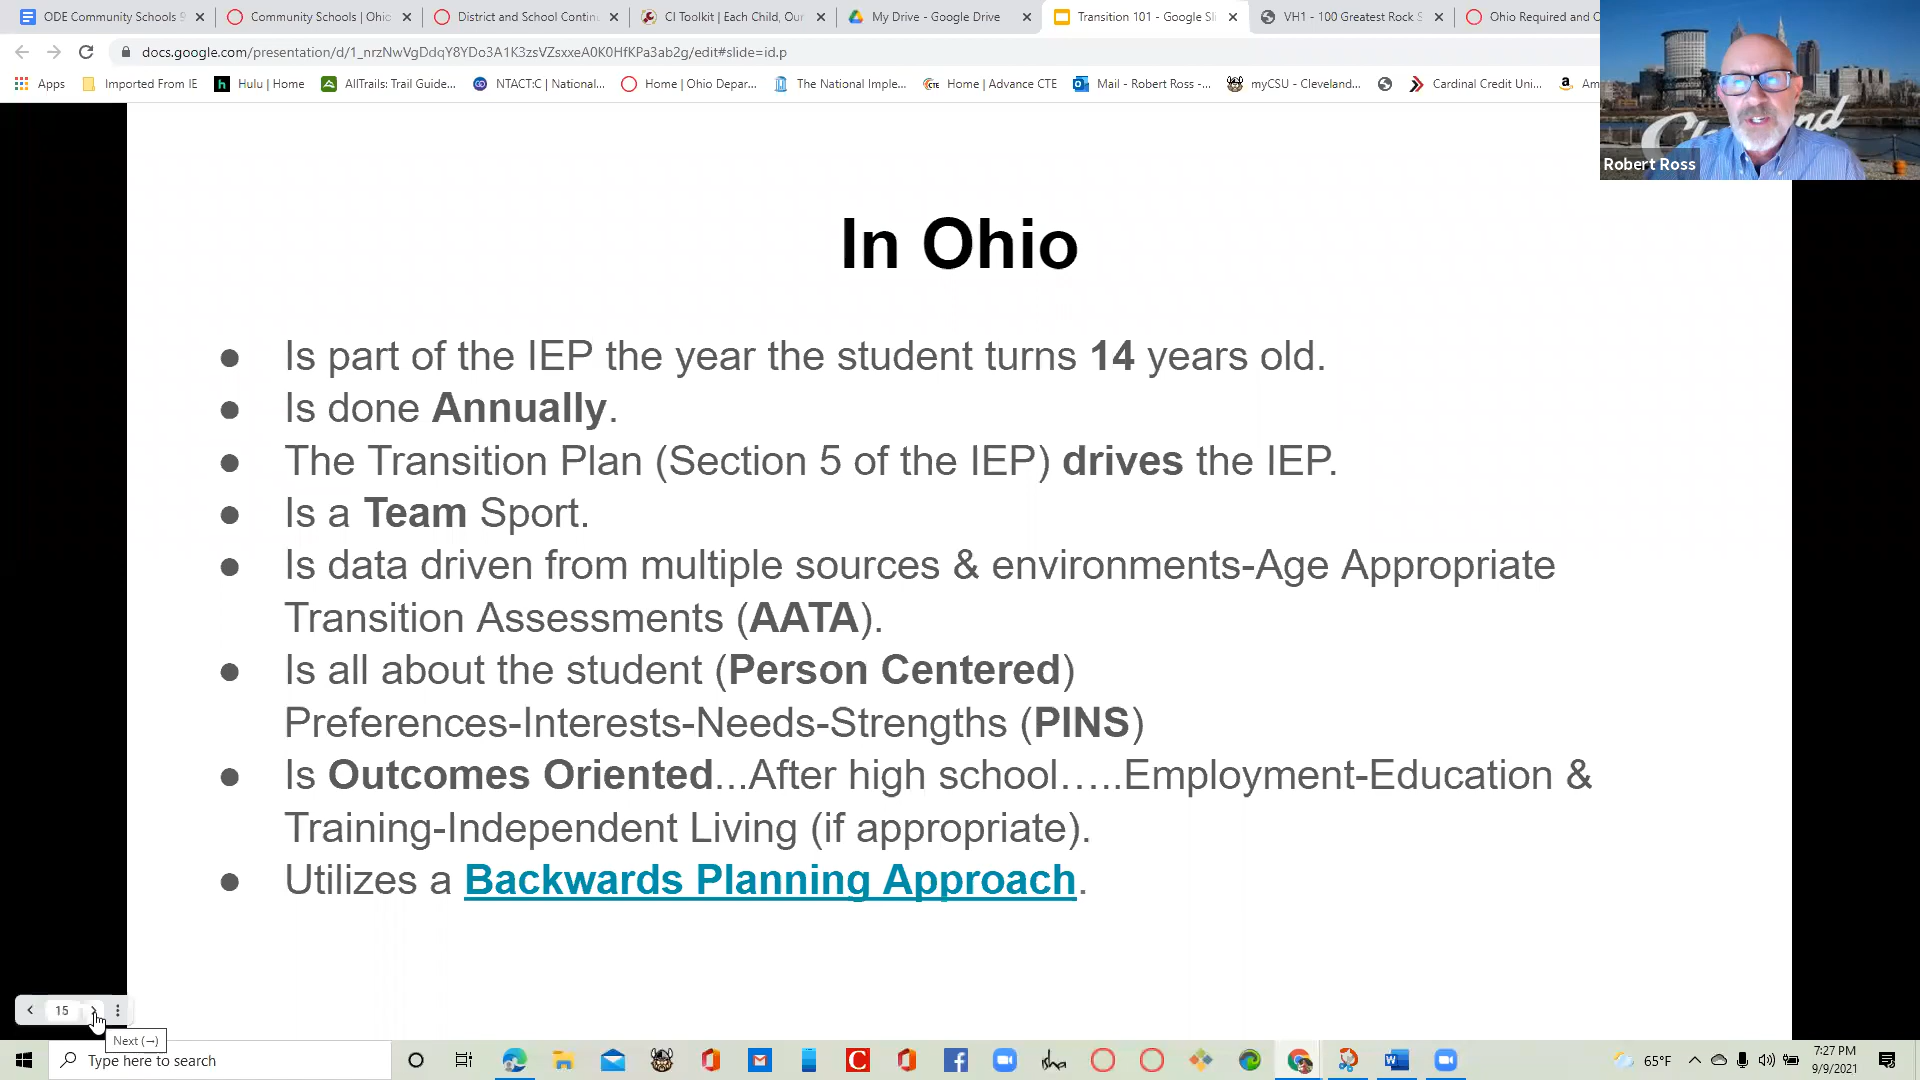 ODE Community Schools 9
Community Schools | Ohio
District and School Contin
CI Toolkit | Each Child, Our
My Drive - Google Drive
Transition 101 - Google Sli
VH1 - 100 Greatest Rock S
Ohio Required and O
docs.google.com/presentation/d/1_nrzNwVgDdqY8YDo3A1K3zsVZsxxeA0K0HfKPa3ab2g/edit#slide=id.p
Apps
Imported From IE
Hulu | Home
AllTrails: Trail Guide...
NTACT:C | National...
Home | Ohio Depar...
The National Imple...
Home | Advance CTE
Mail - Robert Ross -...
myCSU - Cleveland...
Cardinal Credit Uni...
Am
Robert Ross
In Ohio
● Is part of the IEP the year the student turns 14 years old.
● Is done Annually.
● The Transition Plan (Section 5 of the IEP) drives the IEP.
● Is a Team Sport.
● Is data driven from multiple sources & environments-Age Appropriate
Transition Assessments (AATA).
● Is all about the student (Person Centered)
Preferences-Interests-Needs-Strengths (PINS)
● Is Outcomes Oriented...After high school…..Employment-Education &
Training-Independent Living (if appropriate).
● Utilizes a Backwards Planning Approach.
15
Next (→)
Type here to search
65°F
7:27 PM
9/9/2021